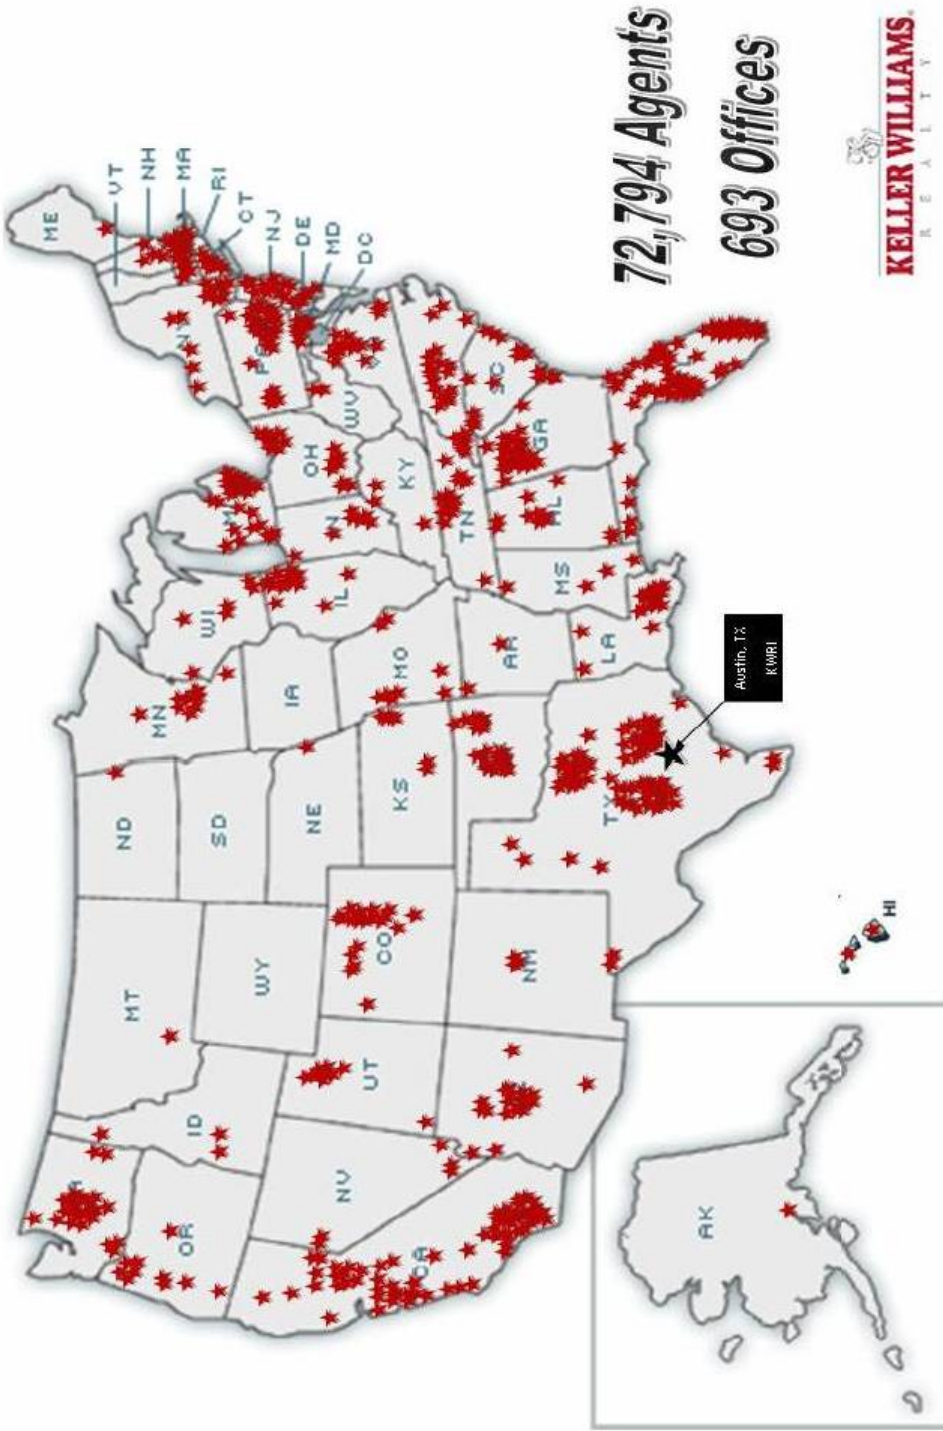 ME
VT
NH
MA
RI
CT
NJ
DE
MD
DC
WV
OH
KY
TN
SC
GA
AL
MS
IN
IL
WI
MN
IA
MO
AR
LA
ND
SD
NE
KS
TX
MT
WY
CO
NM
ID
UT
NV
OR
CA
AK
HI
Austin, TX
KWRI
72,794 Agents
693 Offices
KELLER WILLIAMS
REALTY